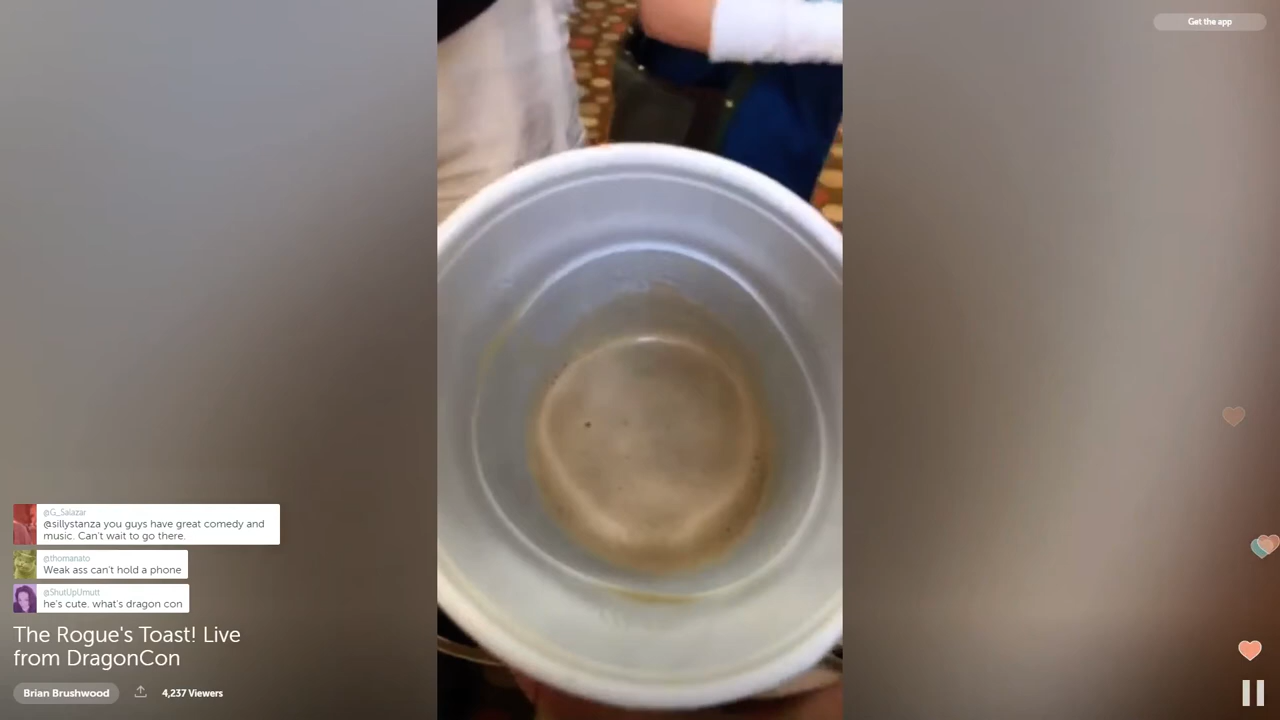 Get the app
@G_Salazar
@sillystanza you guys have great comedy and
music. Can't wait to go there.
@thomanato
Weak ass can't hold a phone
@ShutUpUmutt
he's cute. what's dragon con
The Rogue's Toast! Live
from DragonCon
Brian Brushwood
4,237 Viewers